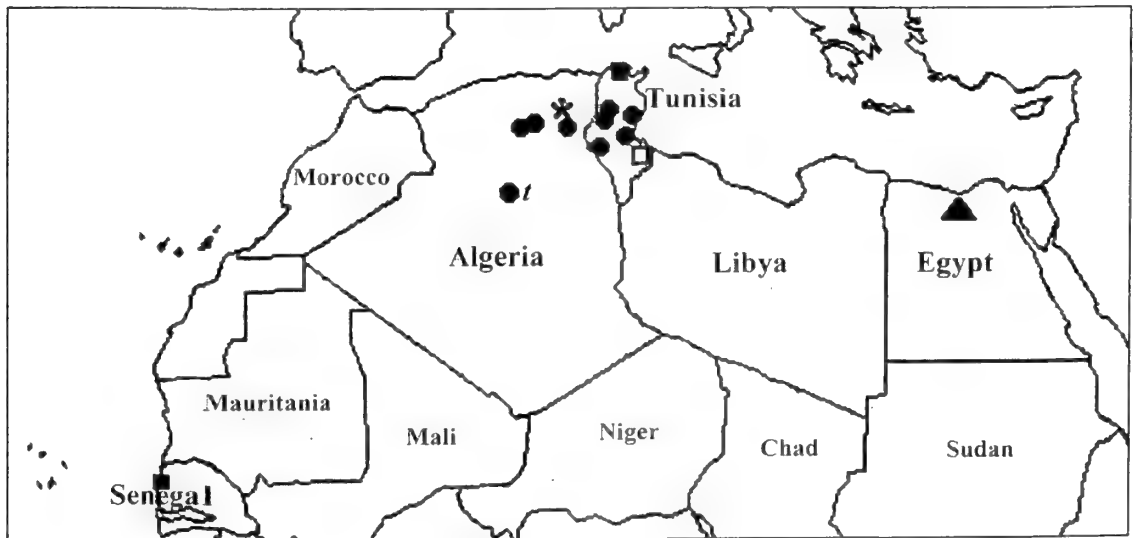 Tunisia
Morocco
t
Algeria
Libya
Egypt
Mauritania
Mali
Niger
Chad
Sudan
Senegal